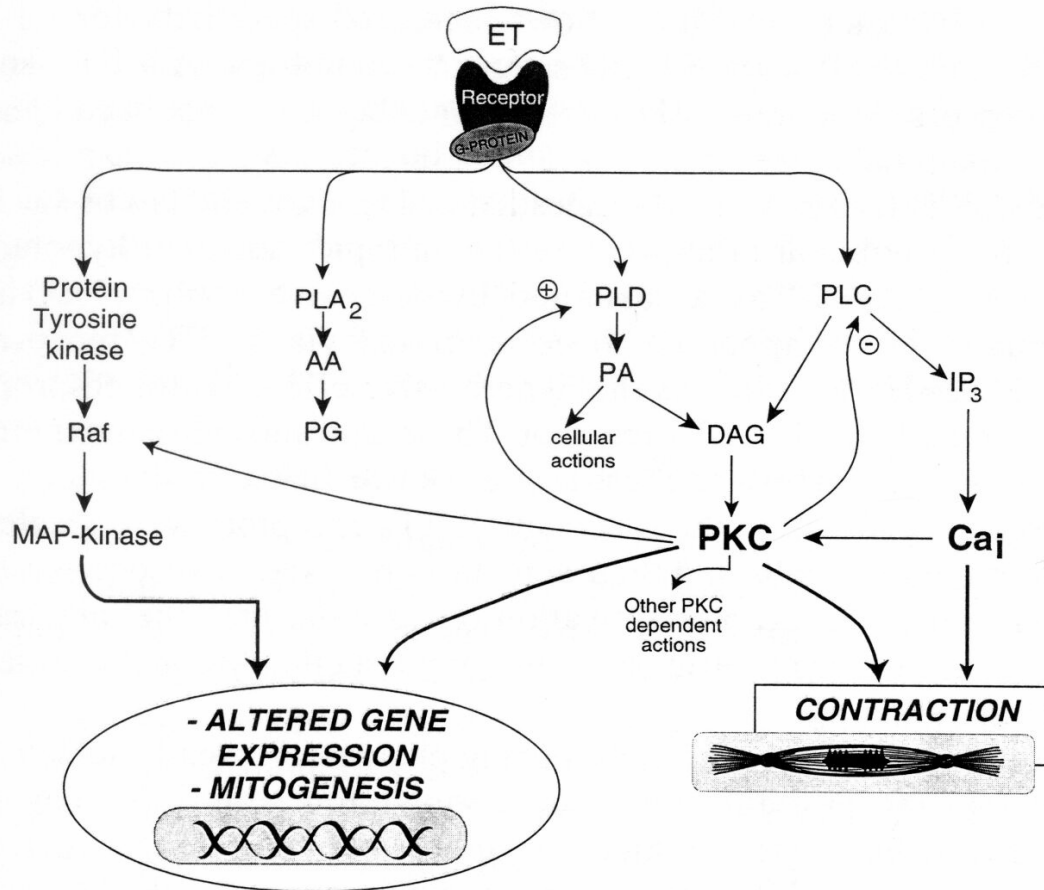 ET
Receptor
G-PROTEIN
Protein
Tyrosine
kinase
PLA2
⊕
PLD
PLC
⊖
AA
PA
IP3
Raf
PG
cellular
actions
DAG
MAP-Kinase
PKC
Cai
Other PKC
dependent
actions
- ALTERED GENE
EXPRESSION
- MITOGENESIS
CONTRACTION